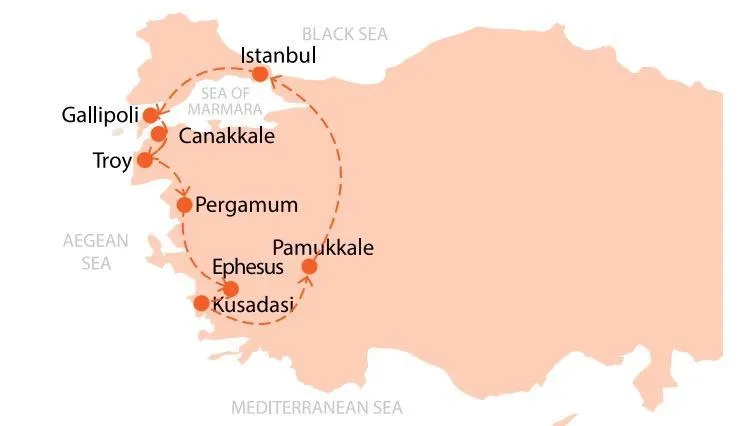 BLACK SEA
Istanbul
SEA OF
MARMARA
Gallipoli
Canakkale
Troy
Pergamum
AEGEAN
SEA
Pamukkale
Ephesus
Kusadasi
MEDITERRANEAN SEA